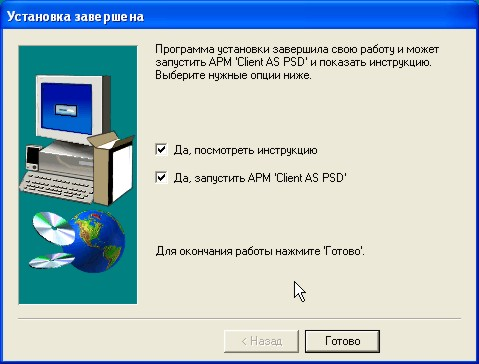 Установка завершена
Программа установки завершила свою работу и может
запустить АРМ 'Client AS PSD' и показать инструкцию.
Выберите нужные опции ниже.
Да, посмотреть инструкцию
Да, запустить АРМ 'Client AS PSD'
Для окончания работы нажмите 'Готово'.
< Назад
Готово